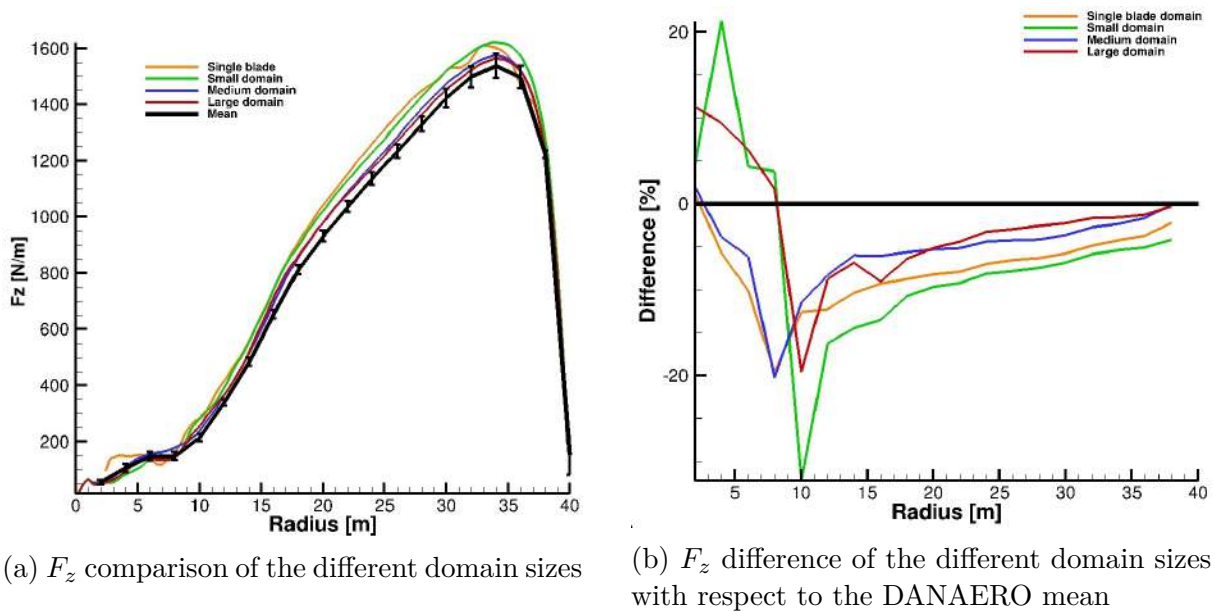 1600
1400
1200
1000
800
600
400
200
0
5
10
15
20
25
30
35
40
Fz [N/m]
Radius [m]
Single blade
Small domain
Medium domain
Large domain
Mean
(a) F_z comparison of the different domain sizes
20
0
-20
5
10
15
20
25
30
35
40
Difference [%]
Radius [m]
Single blade domain
Small domain
Medium domain
Large domain
(b) F_z difference of the different domain sizes
with respect to the DANAERO mean